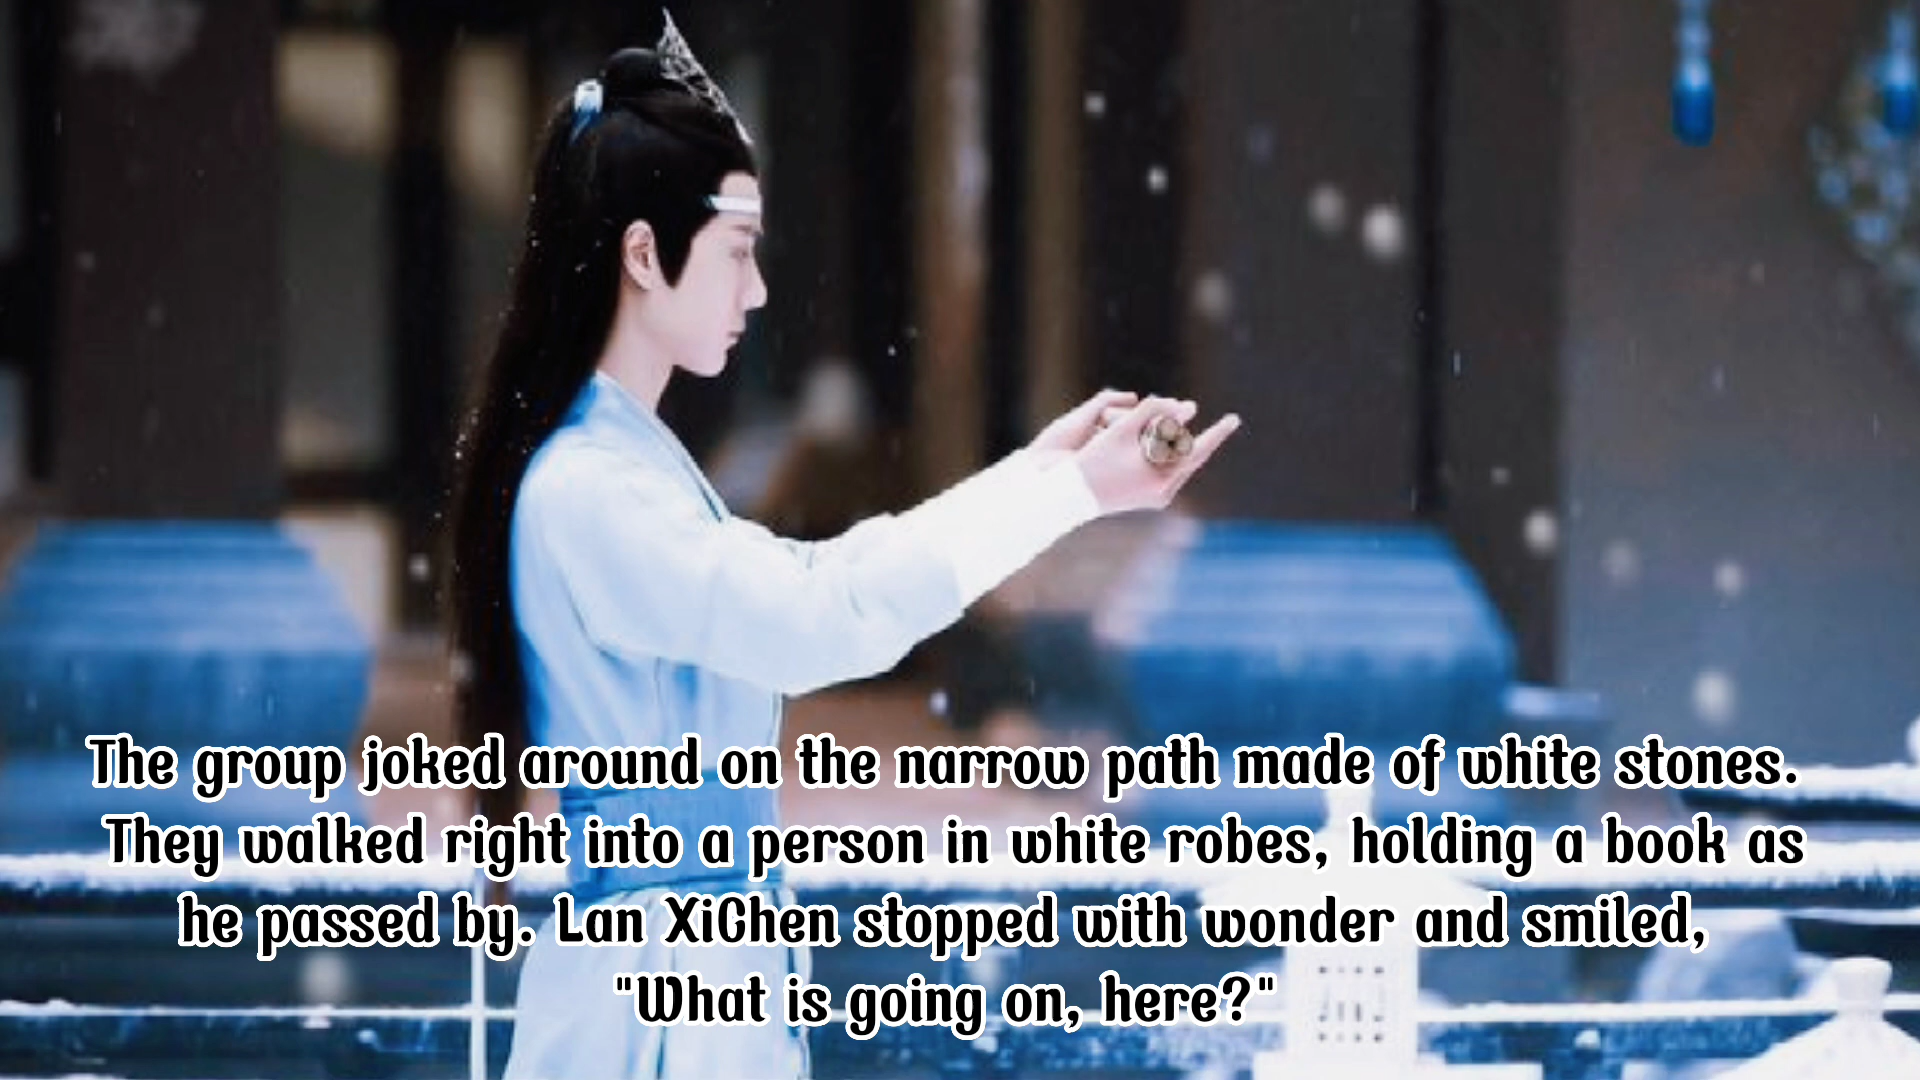 The group joked around on the narrow path made of white stones.
They walked right into a person in white robes, holding a book as
he passed by. Lan XiChen stopped with wonder and smiled,
"What is going on, here?"